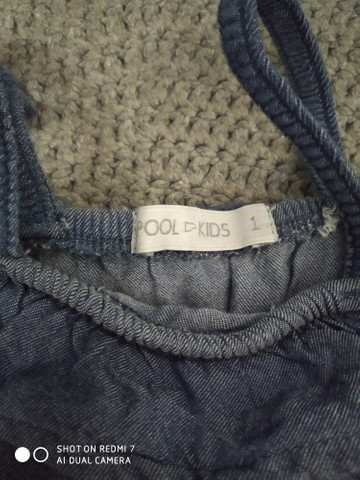 POOL KIDS 1
SHOT ON REDMI 7
AI DUAL CAMERA